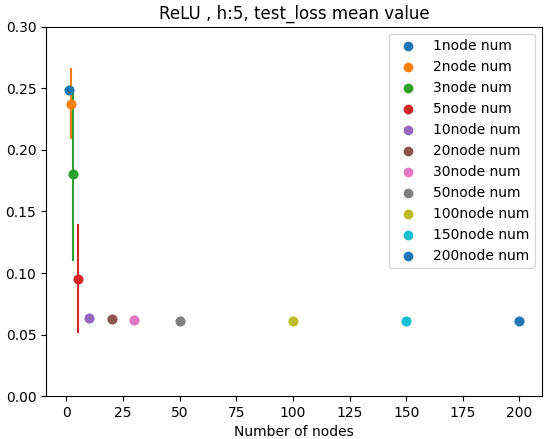 ReLU , h:5, test_loss mean value
0.30
0.25
0.20
0.15
0.10
0.05
0.00
1node num
2node num
3node num
5node num
10node num
20node num
30node num
50node num
100node num
150node num
200node num
0 25 50 75 100 125 150 175 200
Number of nodes